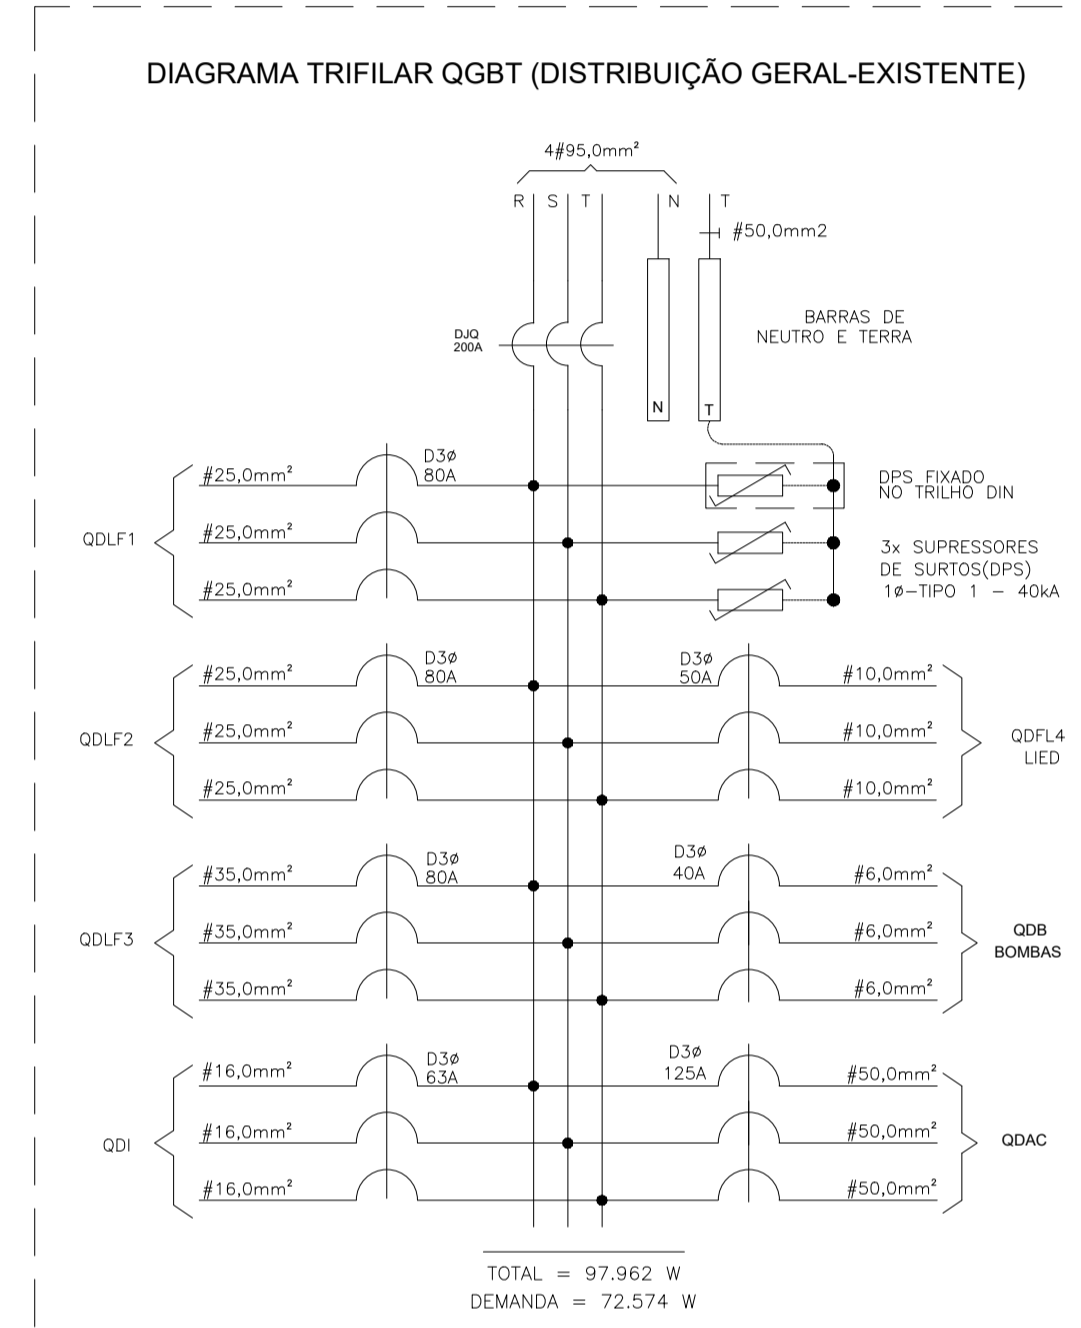 DIAGRAMA TRIFILAR QGBT (DISTRIBUIÇÃO GERAL-EXISTENTE)
4#95,0mm²
R S T N T
#50,0mm2
DJQ
200A
BARRAS DE
NEUTRO E TERRA
N T
QDLF1
#25,0mm²
#25,0mm²
#25,0mm²
D3ø
80A
DPS FIXADO
NO TRILHO DIN
3x SUPRESSORES
DE SURTOS(DPS)
1ø-TIPO 1 - 40kA
QDLF2
#25,0mm²
#25,0mm²
#25,0mm²
D3ø
80A
D3ø
50A
#10,0mm²
#10,0mm²
#10,0mm²
QDFL4
LIED
QDLF3
#35,0mm²
#35,0mm²
#35,0mm²
D3ø
80A
D3ø
40A
#6,0mm²
#6,0mm²
#6,0mm²
QDB
BOMBAS
QDI
#16,0mm²
#16,0mm²
#16,0mm²
D3ø
63A
D3ø
125A
#50,0mm²
#50,0mm²
#50,0mm²
QDAC
TOTAL = 97.962 W
DEMANDA = 72.574 W